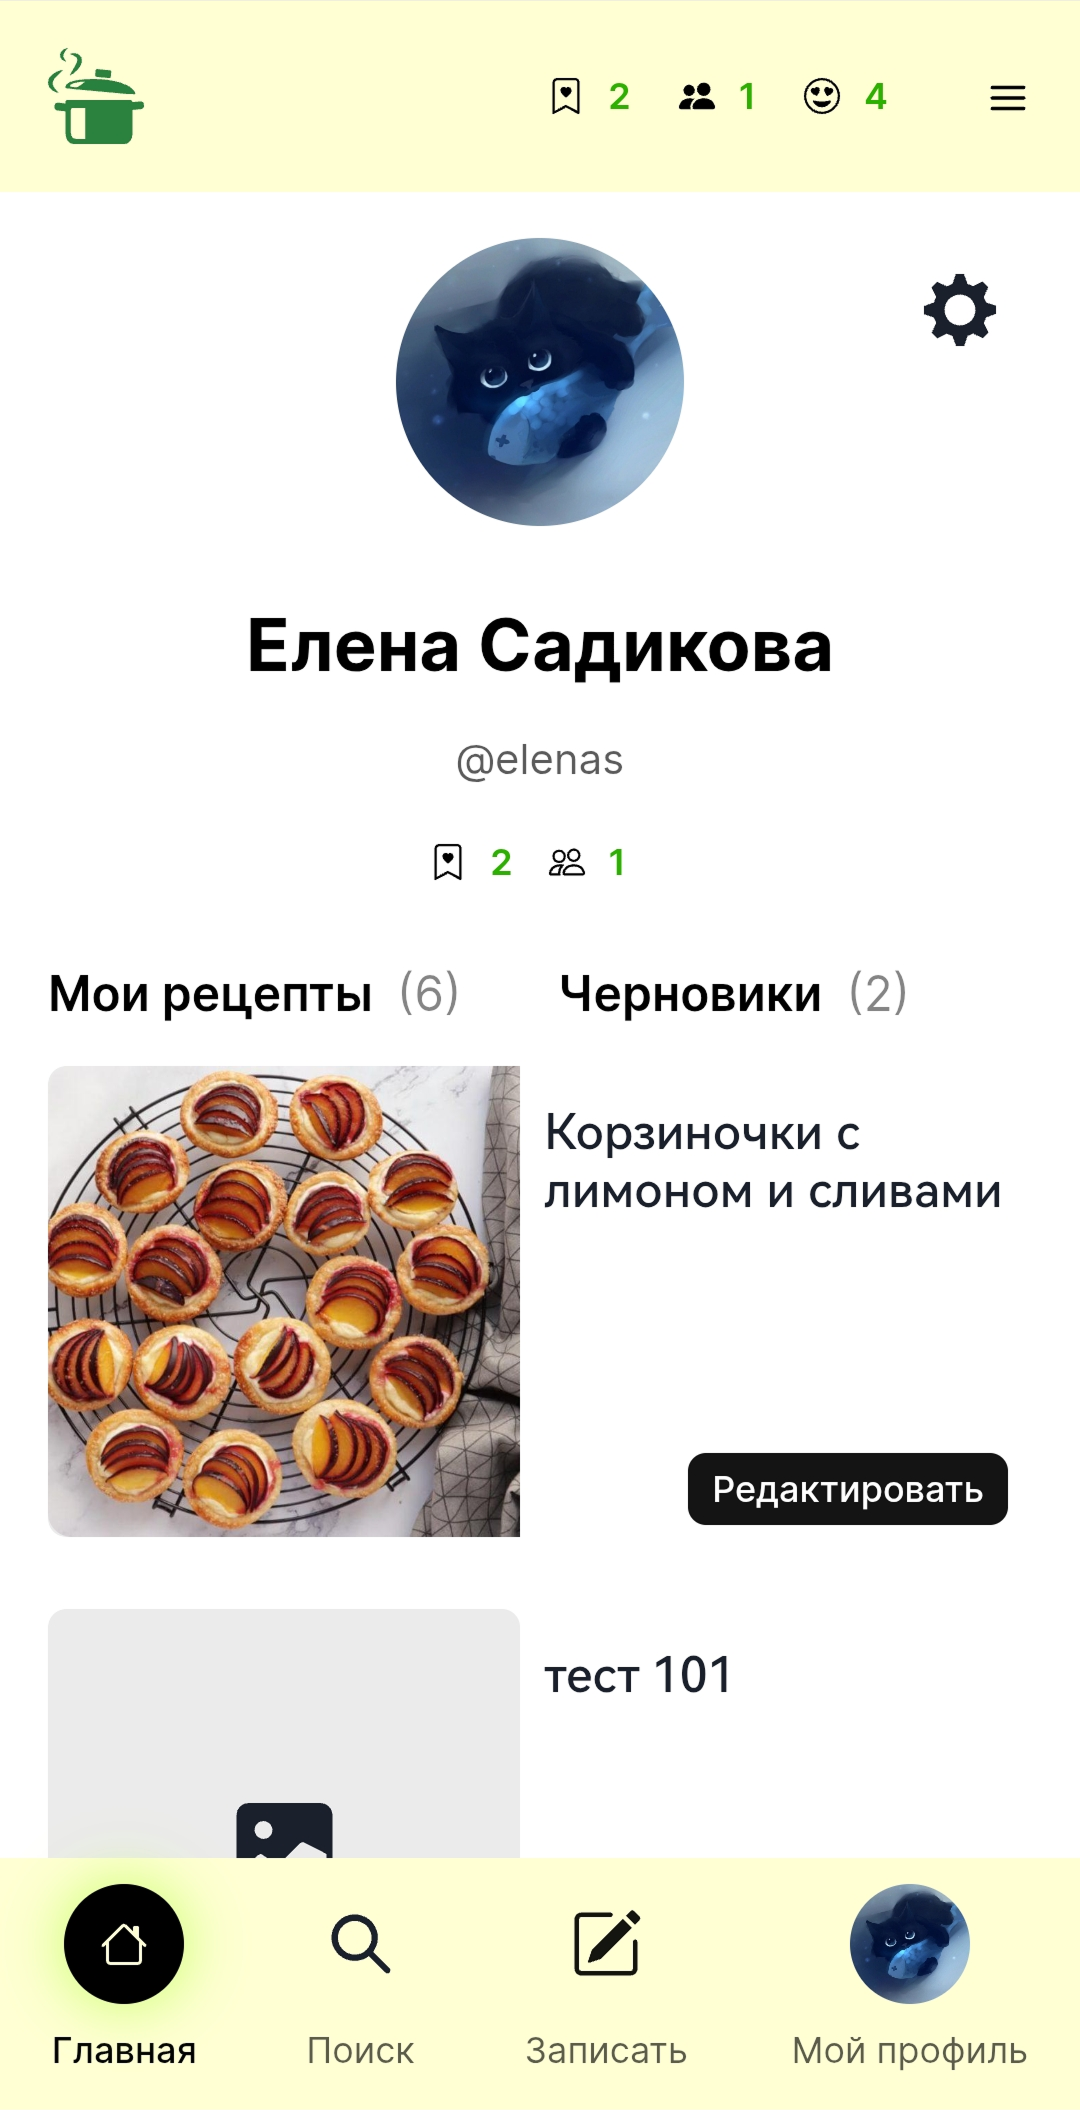 2 1 4
Елена Садикова
@elenas
2 1
Мои рецепты (6) Черновики (2)
Корзиночки с
лимоном и сливами
Редактировать
тест 101
Главная Поиск Записать Мой профиль